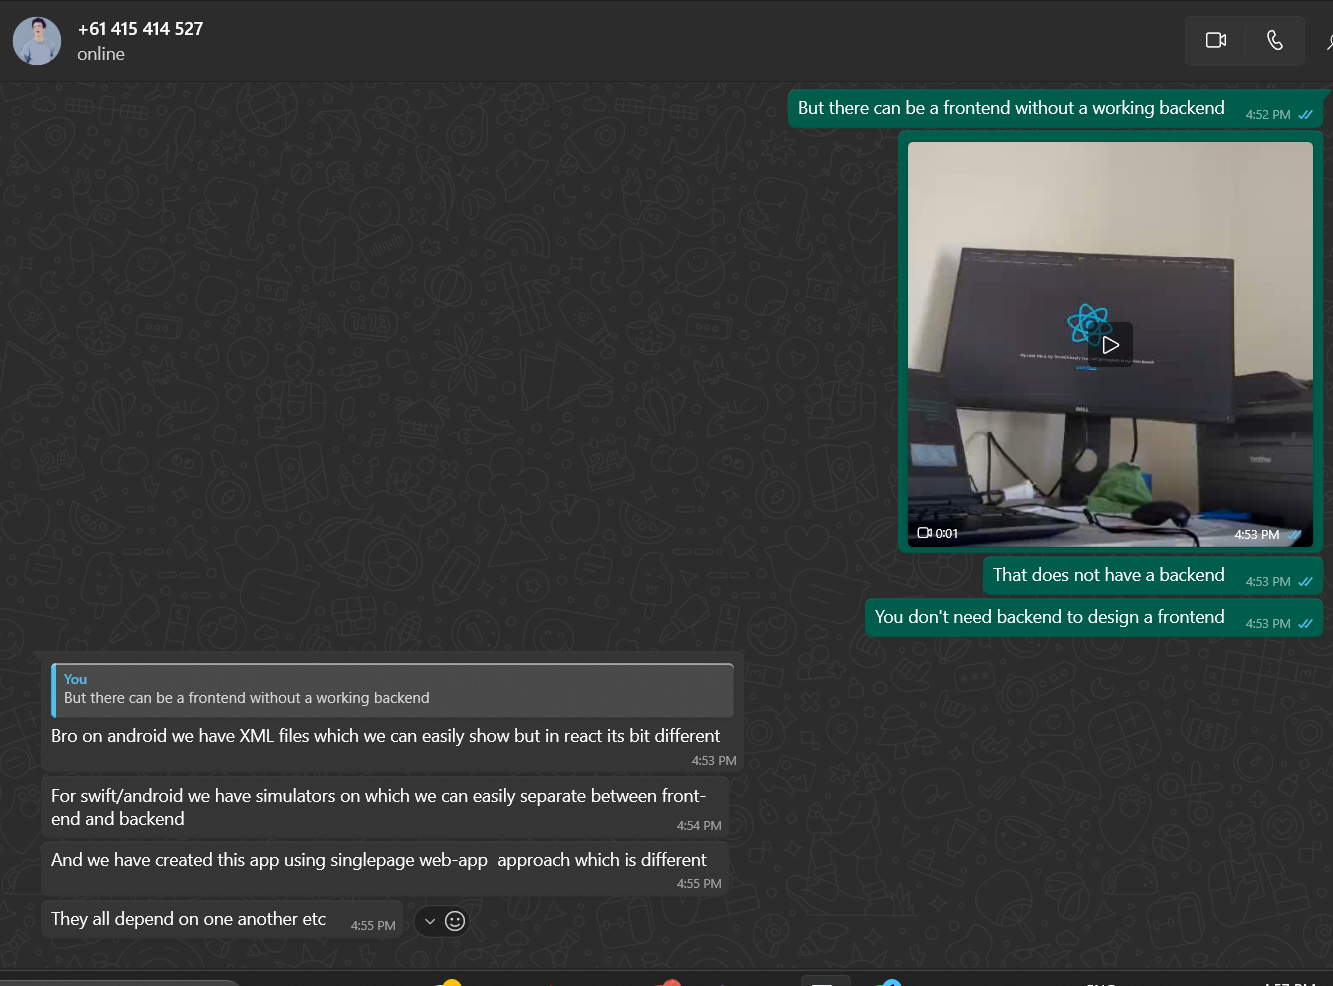 +61 415 414 527
online
But there can be a frontend without a working backend
4:52 PM
DELL
brother
0:01
4:53 PM
That does not have a backend
4:53 PM
You don't need backend to design a frontend
4:53 PM
You
But there can be a frontend without a working backend
Bro on android we have XML files which we can easily show but in react its bit different
4:53 PM
For swift/android we have simulators on which we can easily separate between front-
end and backend
4:54 PM
And we have created this app using singlepage web-app  approach which is different
4:55 PM
They all depend on one another etc
4:55 PM